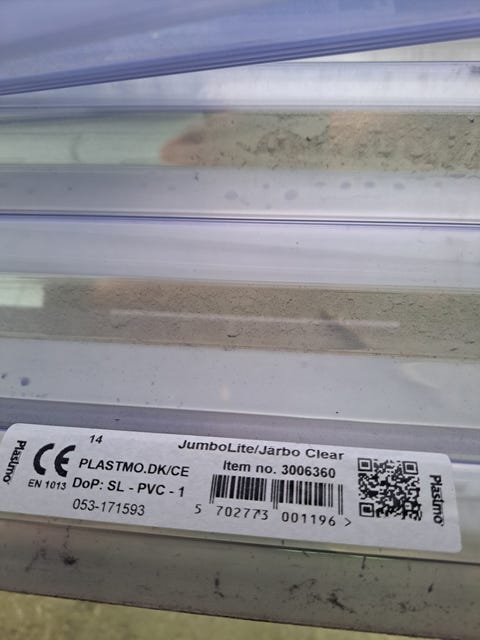 Plastmo
CE
EN 1013
14
PLASTMO.DK/CE
DoP: SL - PVC - 1
053-171593
JumboLite/Jarbo Clear
Item no. 3006360
5 702773 001196 >
Plastmo